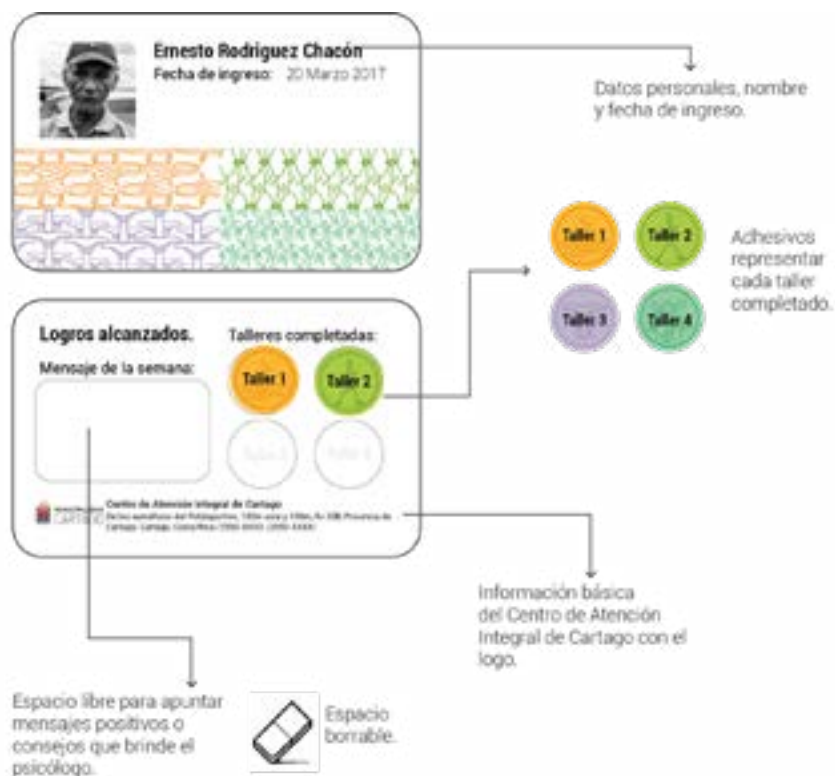 Ernesto Rodriguez Chacón
Fecha de ingreso: 20 Marzo 2017
Datos personales, nombre
y fecha de ingreso.
Taller 1
Taller 2
Taller 3
Taller 4
Adhesivos
representar
cada taller
completado.
Logros alcanzados.
Mensaje de la semana:
Talleres completadas:
Taller 1
Taller 2
CARTAGO
Centro de Atención Integral de Cartago
Información básica
del Centro de Atención
Integral de Cartago con el
logo.
Espacio libre para apuntar
mensajes positivos o
consejos que brinde el
psicólogo.
Espacio
borrable.